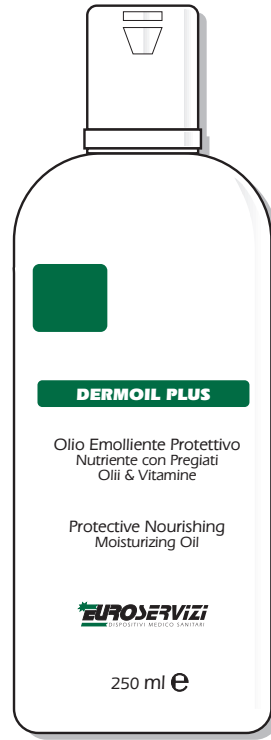 DERMOIL PLUS
Olio Emolliente Protettivo
Nutriente con Pregiati
Olii & Vitamine
Protective Nourishing
Moisturizing Oil
EUROSERVIZI
DISPOSITIVI MEDICO SANITARI
250 ml ℮